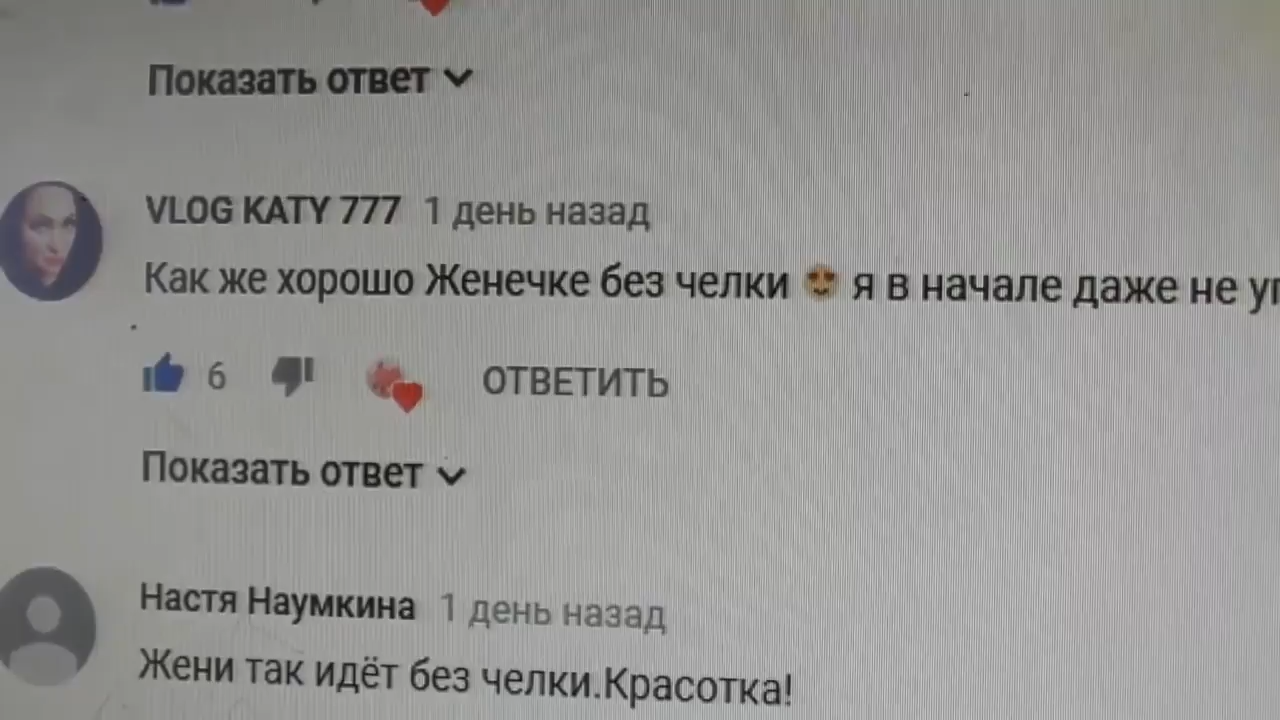 Показать ответ
VLOG KATY 777 1 день назад
Как же хорошо Женечке без челки 😍 я в начале даже не
6
ОТВЕТИТЬ
Показать ответ
Настя Наумкина 1 день назад
Жени так идёт без челки.Красотка!